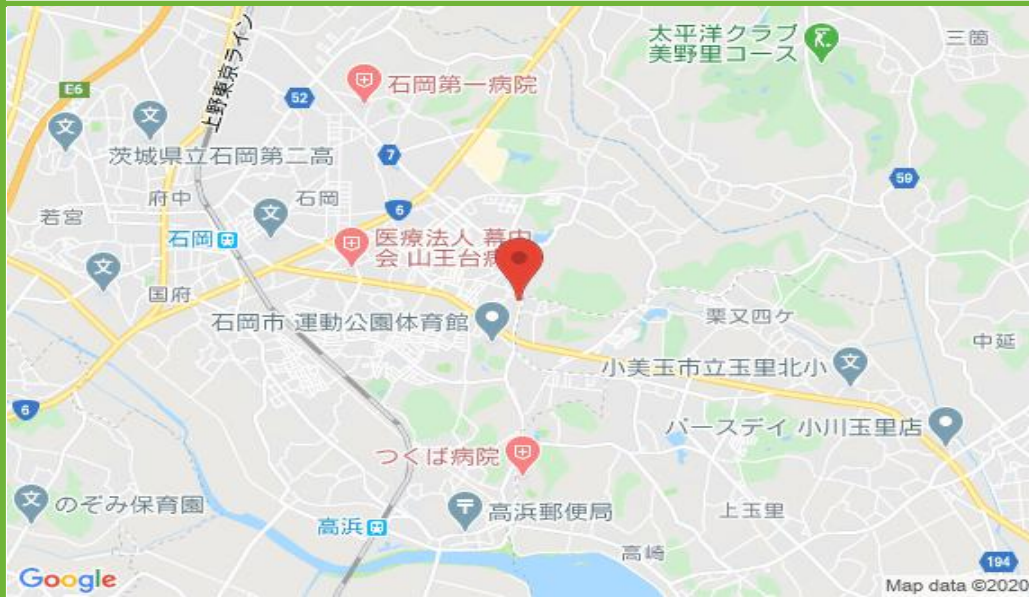 太平洋クラブ
美野里コース
三箇
E6
上野東京ライン
52
石岡第一病院
7
59
茨城県立石岡第二高
府中
石岡
6
若宮
石岡
医療法人 幕内
会 山王台
国府
石岡市 運動公園体育館
栗又四ケ
中延
小美玉市立玉里北小
6
バースデイ 小川玉里店
つくば病院
のぞみ保育園
高浜郵便局
上玉里
高浜
高崎
194
Google
Map data ©2020